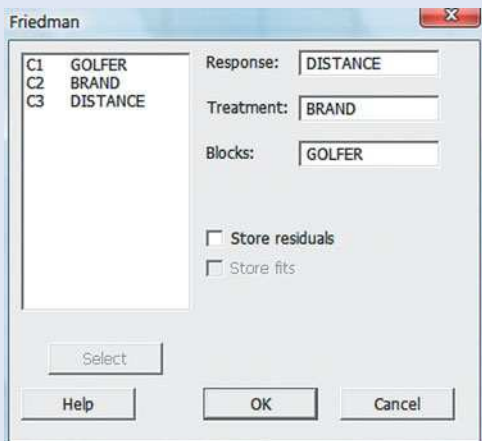 Friedman
C1 GOLFER
C2 BRAND
C3 DISTANCE
Response: DISTANCE
Treatment: BRAND
Blocks: GOLFER
Store residuals
Store fits
Select
Help
OK
Cancel